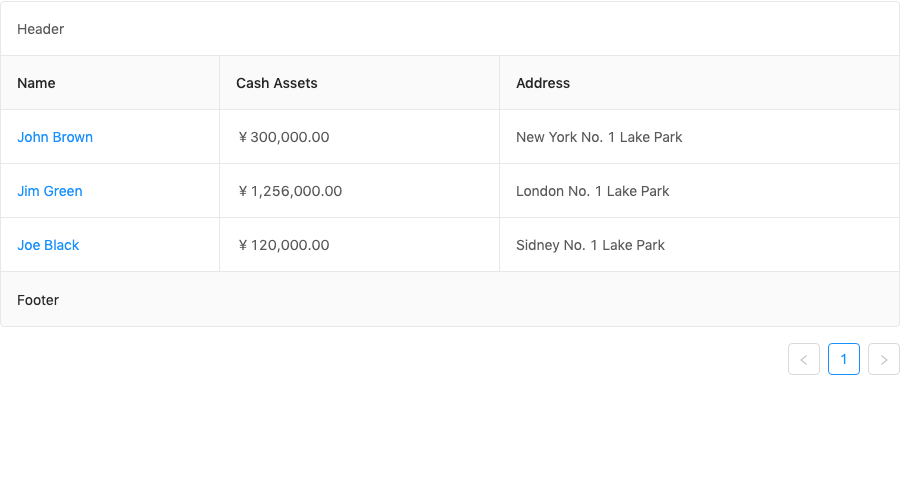 Header
Name Cash Assets Address
John Brown ￥300,000.00 New York No. 1 Lake Park
Jim Green ￥1,256,000.00 London No. 1 Lake Park
Joe Black ￥120,000.00 Sidney No. 1 Lake Park
Footer
1